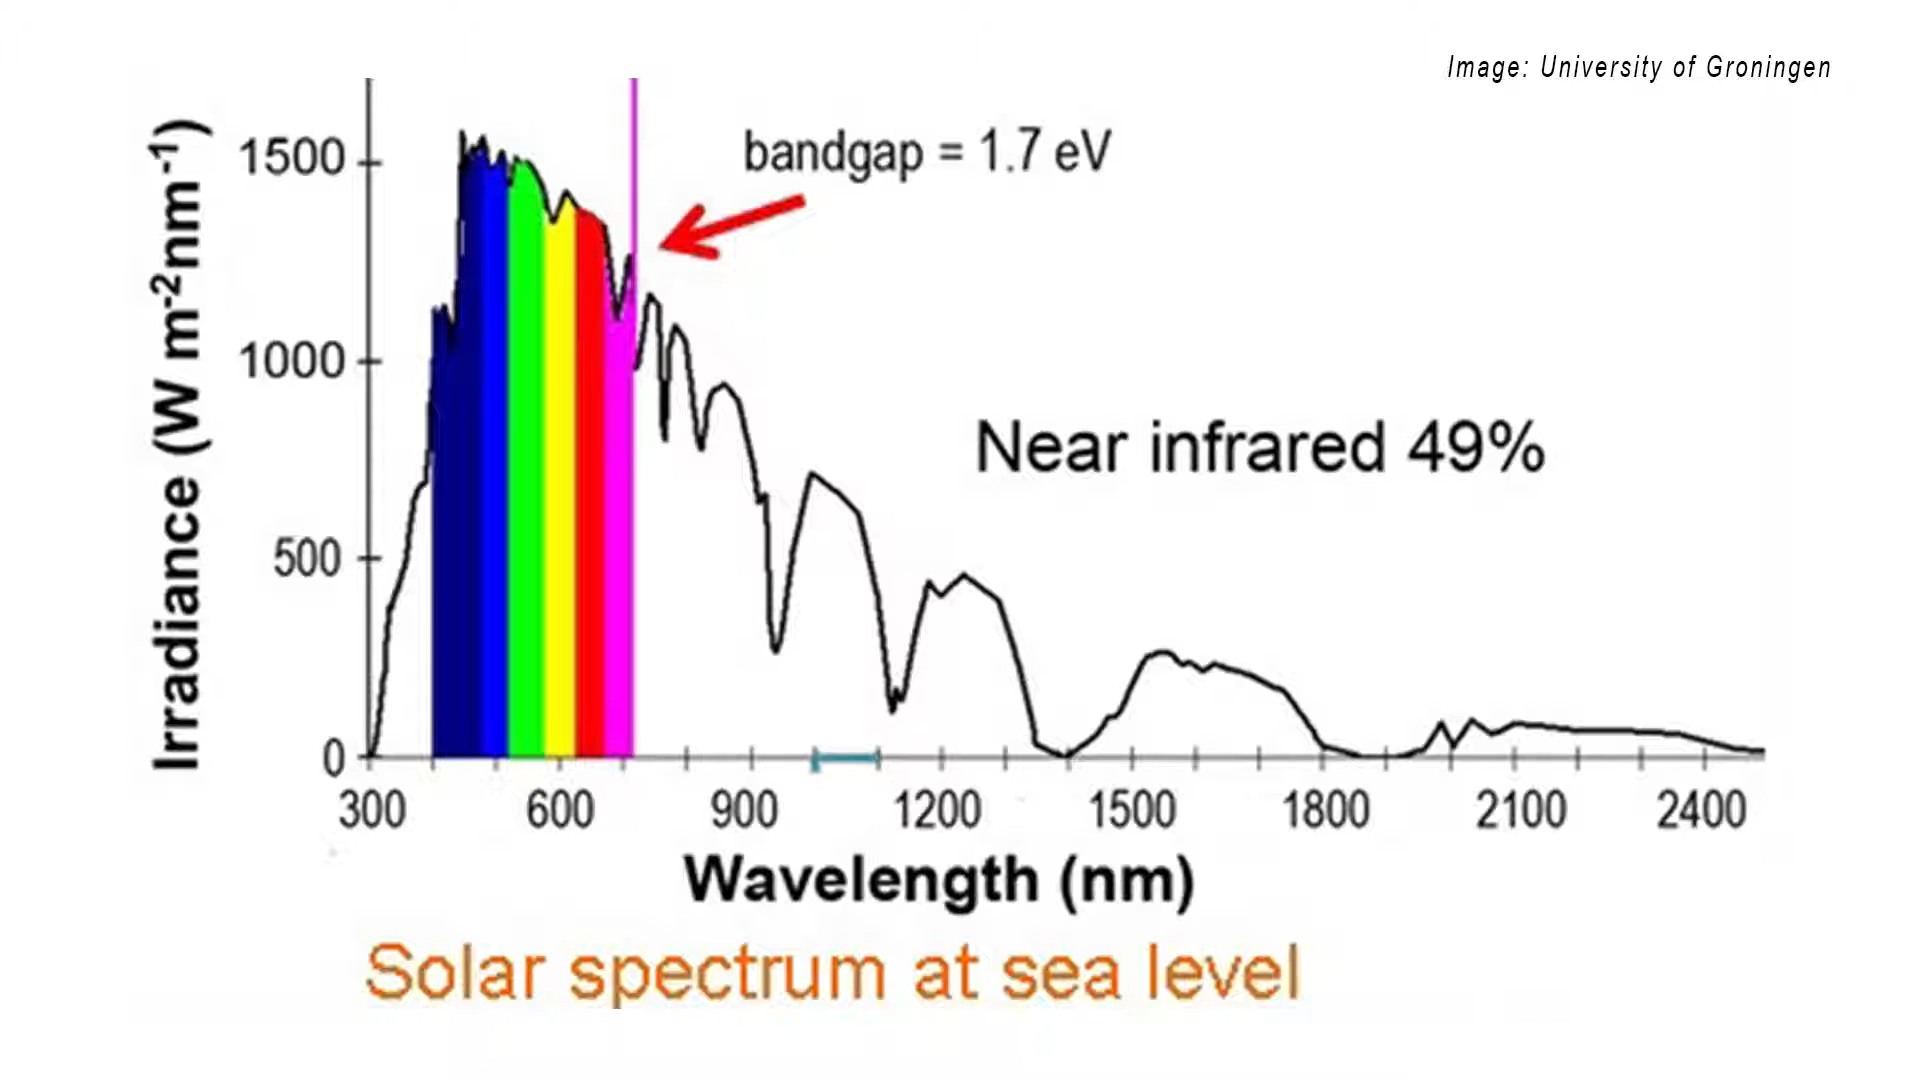 Image: University of Groningen
bandgap = 1.7 eV
Near infrared 49%
Irradiance (W m-2nm-1)
1500
1000
500
0
300 600 900 1200 1500 1800 2100 2400
Wavelength (nm)
Solar spectrum at sea level